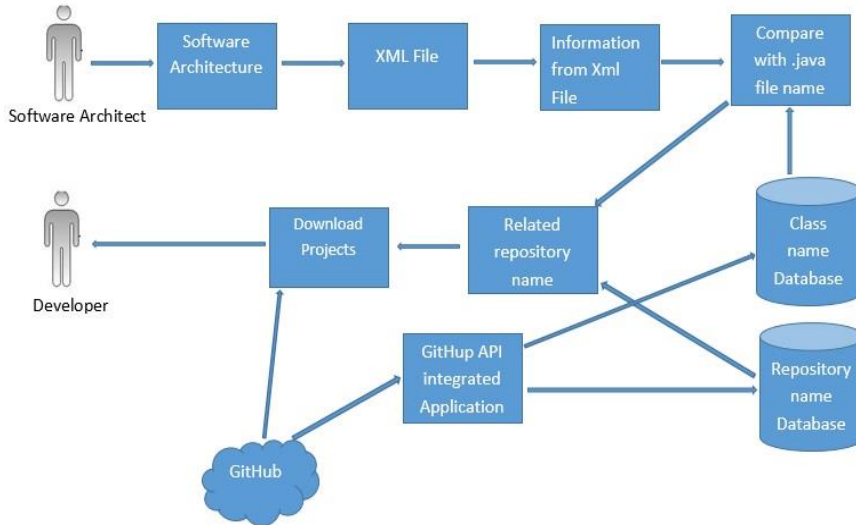 Software
Architecture
XML File
Information
from Xml
File
Compare
with .java
file name
Software Architect
Download
Projects
Related
repository
name
Class
name
Database
Developer
GitHup API
integrated
Application
Repository
name
Database
GitHub